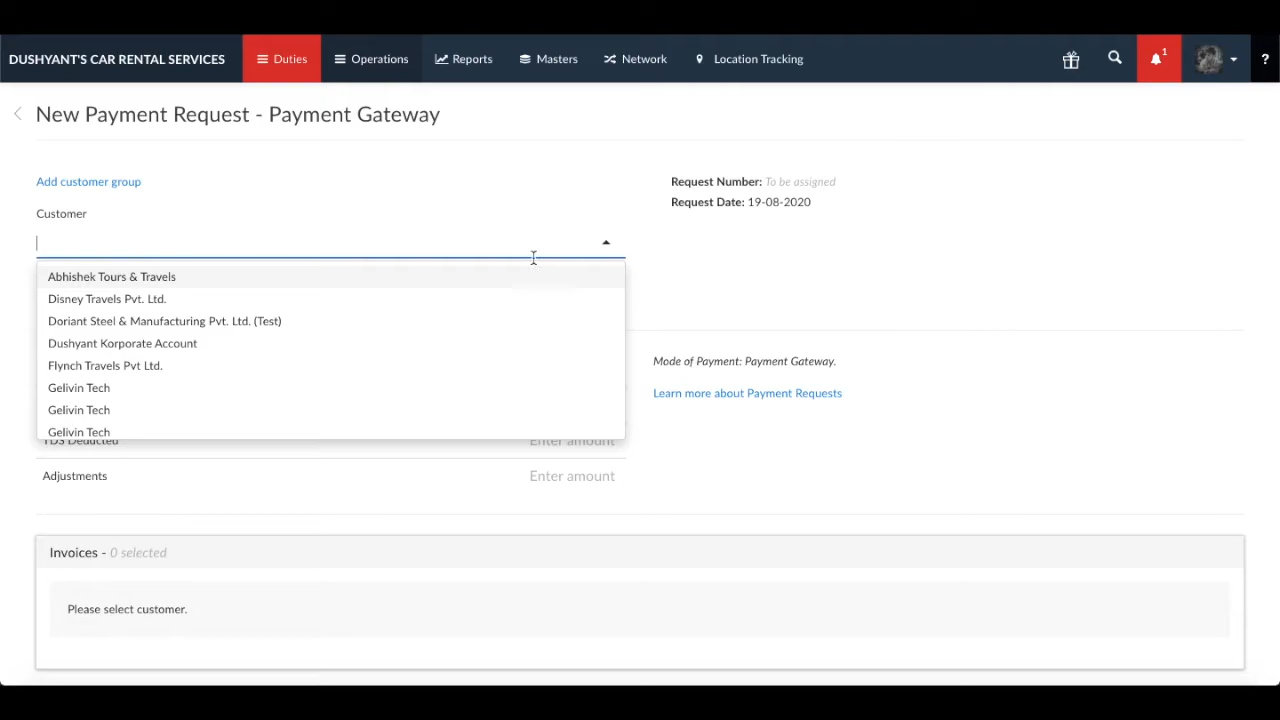 DUSHYANT'S CAR RENTAL SERVICES Duties Operations Reports Masters Network Location Tracking 1 ?
New Payment Request - Payment Gateway
Add customer group
Request Number: To be assigned
Customer
Request Date: 19-08-2020
Abhishek Tours & Travels
Disney Travels Pvt. Ltd.
Doriant Steel & Manufacturing Pvt. Ltd. (Test)
Dushyant Korporate Account
Flynch Travels Pvt Ltd.
Mode of Payment: Payment Gateway.
Gelivin Tech
Learn more about Payment Requests
Gelivin Tech
Gelivin Tech
TDS Deducted Enter amount
Adjustments Enter amount
Invoices - 0 selected
Please select customer.